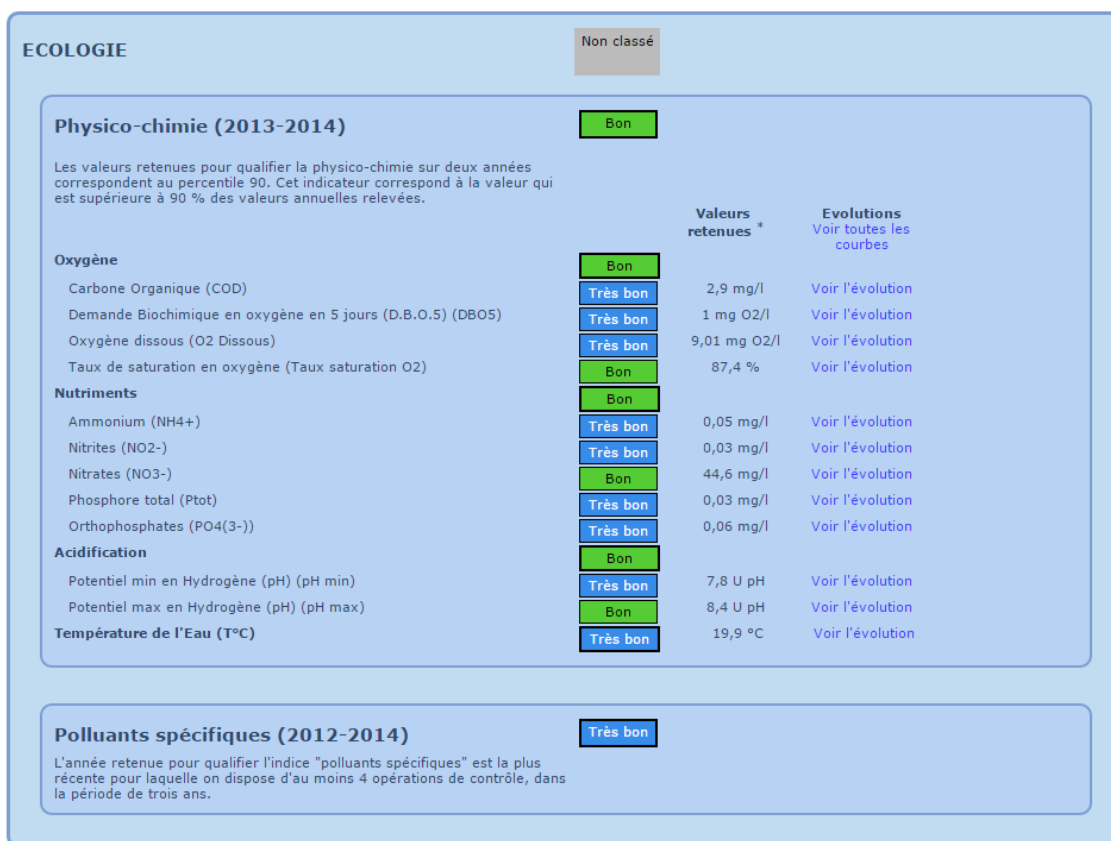 ECOLOGIE
Non classé
Physico-chimie (2013-2014)
Bon
Les valeurs retenues pour qualifier la physico-chimie sur deux années
correspondent au percentile 90. Cet indicateur correspond à la valeur qui
est supérieure à 90 % des valeurs annuelles relevées.
Valeurs
retenues *
Evolutions
Voir toutes les
courbes
Oxygène Bon
Carbone Organique (COD) Très bon 2,9 mg/l Voir l'évolution
Demande Biochimique en oxygène en 5 jours (D.B.O.5) (DBO5) Très bon 1 mg O2/l Voir l'évolution
Oxygène dissous (O2 Dissous) Très bon 9,01 mg O2/l Voir l'évolution
Taux de saturation en oxygène (Taux saturation O2) Bon 87,4 % Voir l'évolution
Nutriments Bon
Ammonium (NH4+) Très bon 0,05 mg/l Voir l'évolution
Nitrites (NO2-) Très bon 0,03 mg/l Voir l'évolution
Nitrates (NO3-) Bon 44,6 mg/l Voir l'évolution
Phosphore total (Ptot) Très bon 0,03 mg/l Voir l'évolution
Orthophosphates (PO4(3-)) Très bon 0,06 mg/l Voir l'évolution
Acidification Bon
Potentiel min en Hydrogène (pH) (pH min) Très bon 7,8 U pH Voir l'évolution
Potentiel max en Hydrogène (pH) (pH max) Bon 8,4 U pH Voir l'évolution
Température de l'Eau (T°C) Très bon 19,9 °C Voir l'évolution
Polluants spécifiques (2012-2014)
Très bon
L'année retenue pour qualifier l'indice "polluants spécifiques" est la plus
récente pour laquelle on dispose d'au moins 4 opérations de contrôle, dans
la période de trois ans.